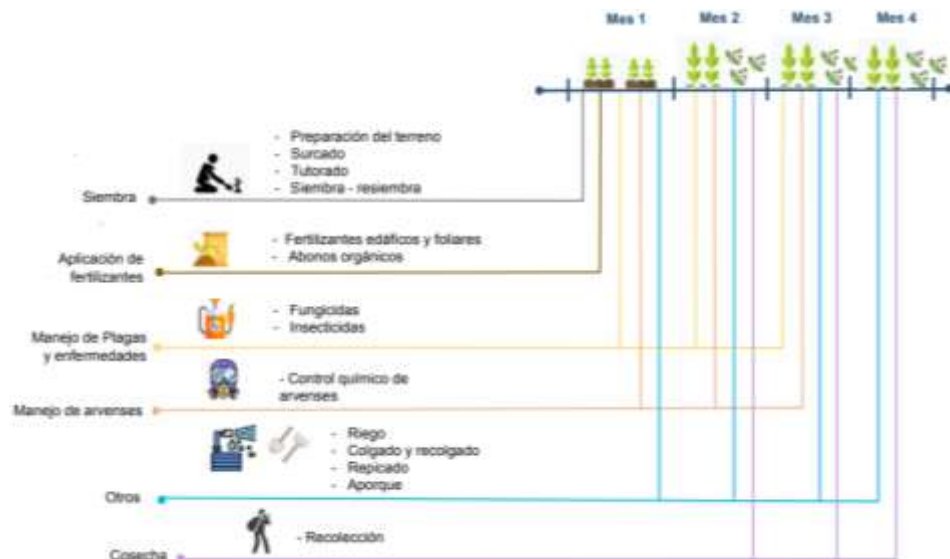 Mes 1 Mes 2 Mes 3 Mes 4
- Preparación del terreno
- Surcado
- Tutorado
- Siembra - resiembra
Siembra
- Fertilizantes edáficos y foliares
- Abonos orgánicos
Aplicación de
fertilizantes
- Fungicidas
- Insecticidas
Manejo de Plagas
y enfermedades
- Control químico de
arvenses
Manejo de arvenses
- Riego
- Colgado y recolgado
- Repicado
- Aporque
Otros
- Recolección
Cosecha